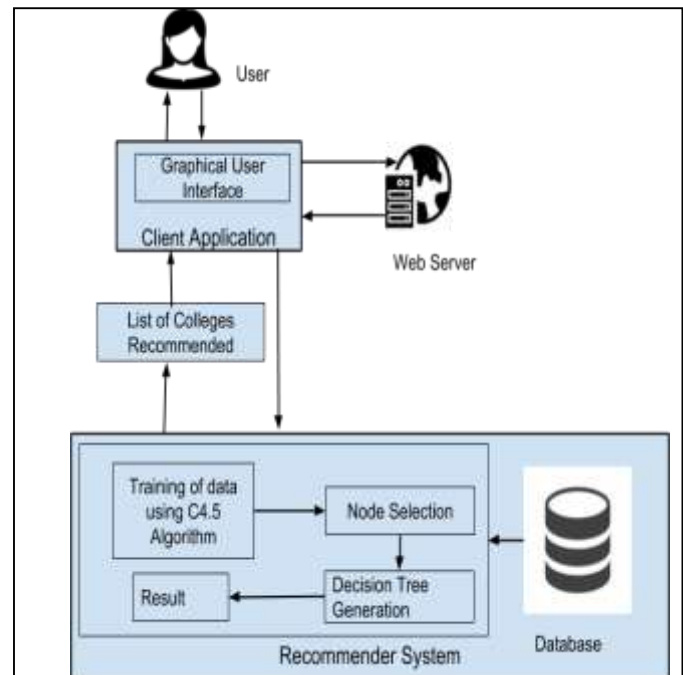 User
Graphical User
Interface
Client Application
Web Server
List of Colleges
Recommended
Training of data
using C4.5
Algorithm
Node Selection
Decision Tree
Generation
Result
Database
Recommender System